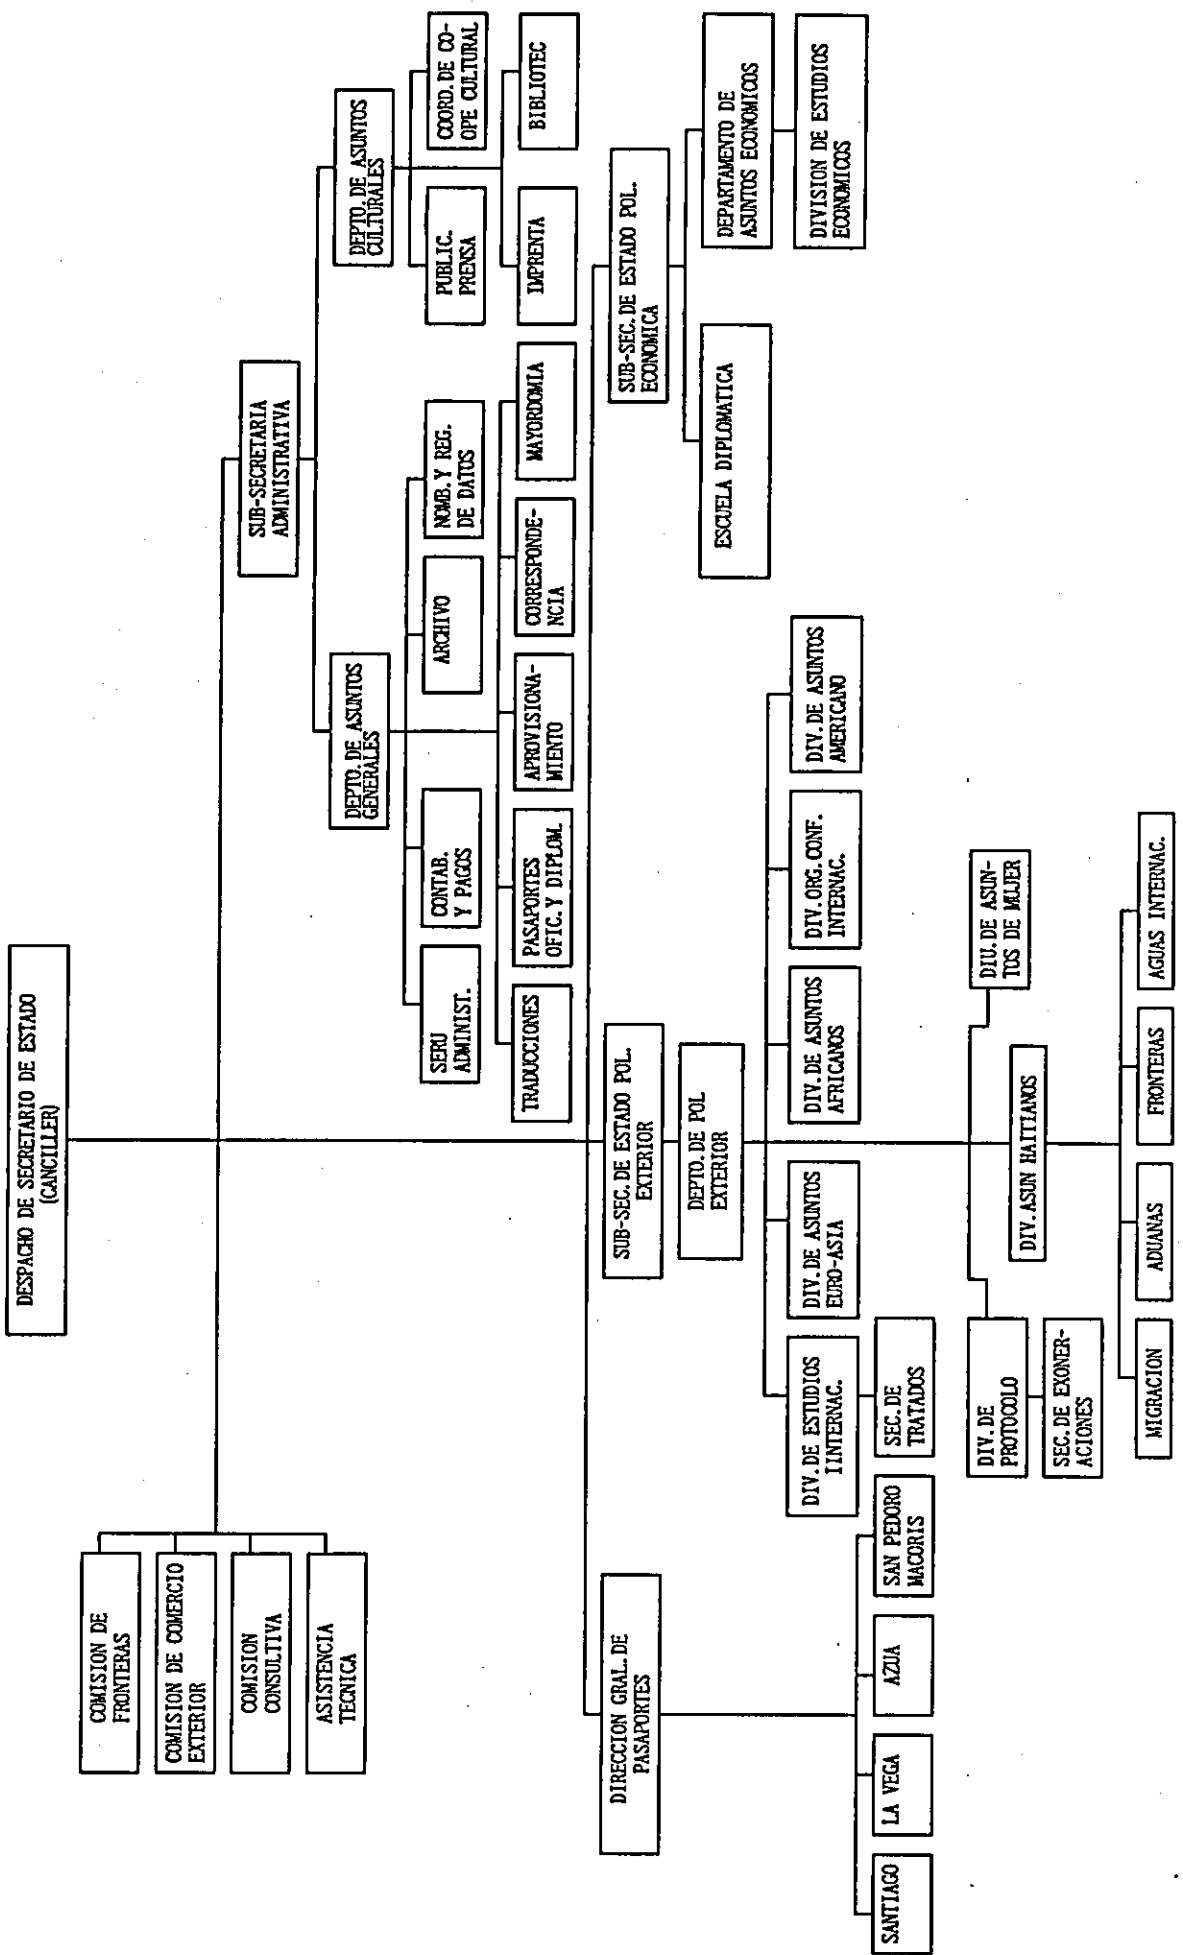 DESPACHO DE SECRETARIO DE ESTADO
(CANCILLER)
COMISION DE
FRONTERAS
COMISION DE COMERCIO
EXTERIOR
COMISION
CONSULTIVA
ASISTENCIA
TECNICA
SUB-SECRETARIA
ADMINISTRATIVA
DEPTO. DE ASUNTOS
GENERALES
DEPTO. DE ASUNTOS
CULTURALES
SERU
ADMINIST.
CONTAB.
Y PAGOS
ARCHIVO
NOMB. Y REG.
DE DATOS
PUBLIC.
PRENSA
COORD. DE CO-
OPE CULTURAL
TRADUCCIONES
PASAPORTES
OFIC. Y DIPLOM.
APROVISIONA-
MIENTO
CORRESPONDE-
NCIA
MAYORDOMIA
IMPRENTA
BIBLIOTEC
DIRECCION GRAL. DE
PASAPORTES
SUB-SEC. DE ESTADO POL.
EXTERIOR
SUB-SEC. DE ESTADO POL.
ECONOMICA
DEPTO. DE POL
EXTERIOR
ESCUELA DIPLOMATICA
DEPARTAMENTO DE
ASUNTOS ECONOMICOS
DIV. DE ESTUDIOS
IINTERNAC.
DIV. DE ASUNTOS
EURO-ASIA
DIV. DE ASUNTOS
AFRICANOS
DIV. ORG. CONF.
INTERNAC.
DIV. DE ASUNTOS
AMERICANO
DIVISION DE ESTUDIOS
ECONOMICOS
SANTIAGO
LA VEGA
AZUA
SAN PEDORO
MACORIS
SEC. DE
TRATADOS
DIV. DE
PROTOCOLO
DIV. ASUN HAITIANOS
DIU. DE ASUN-
TOS DE MUJER
SEC. DE EXONER-
ACIONES
MIGRACION
ADUANAS
FRONTERAS
AGUAS INTERNAC.